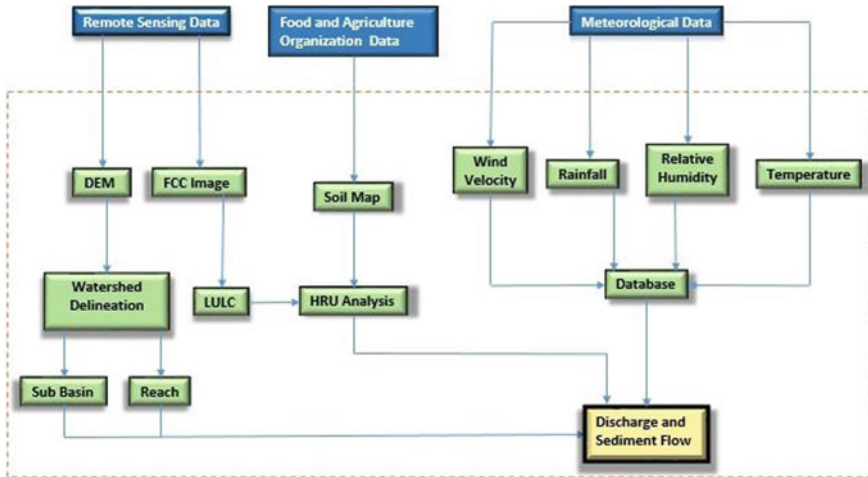 Remote Sensing Data
Food and Agriculture
Organization Data
Meteorological Data
DEM
FCC Image
Soil Map
Wind
Velocity
Rainfall
Relative
Humidity
Temperature
Watershed
Delineation
LULC
HRU Analysis
Database
Sub Basin
Reach
Discharge and
Sediment Flow